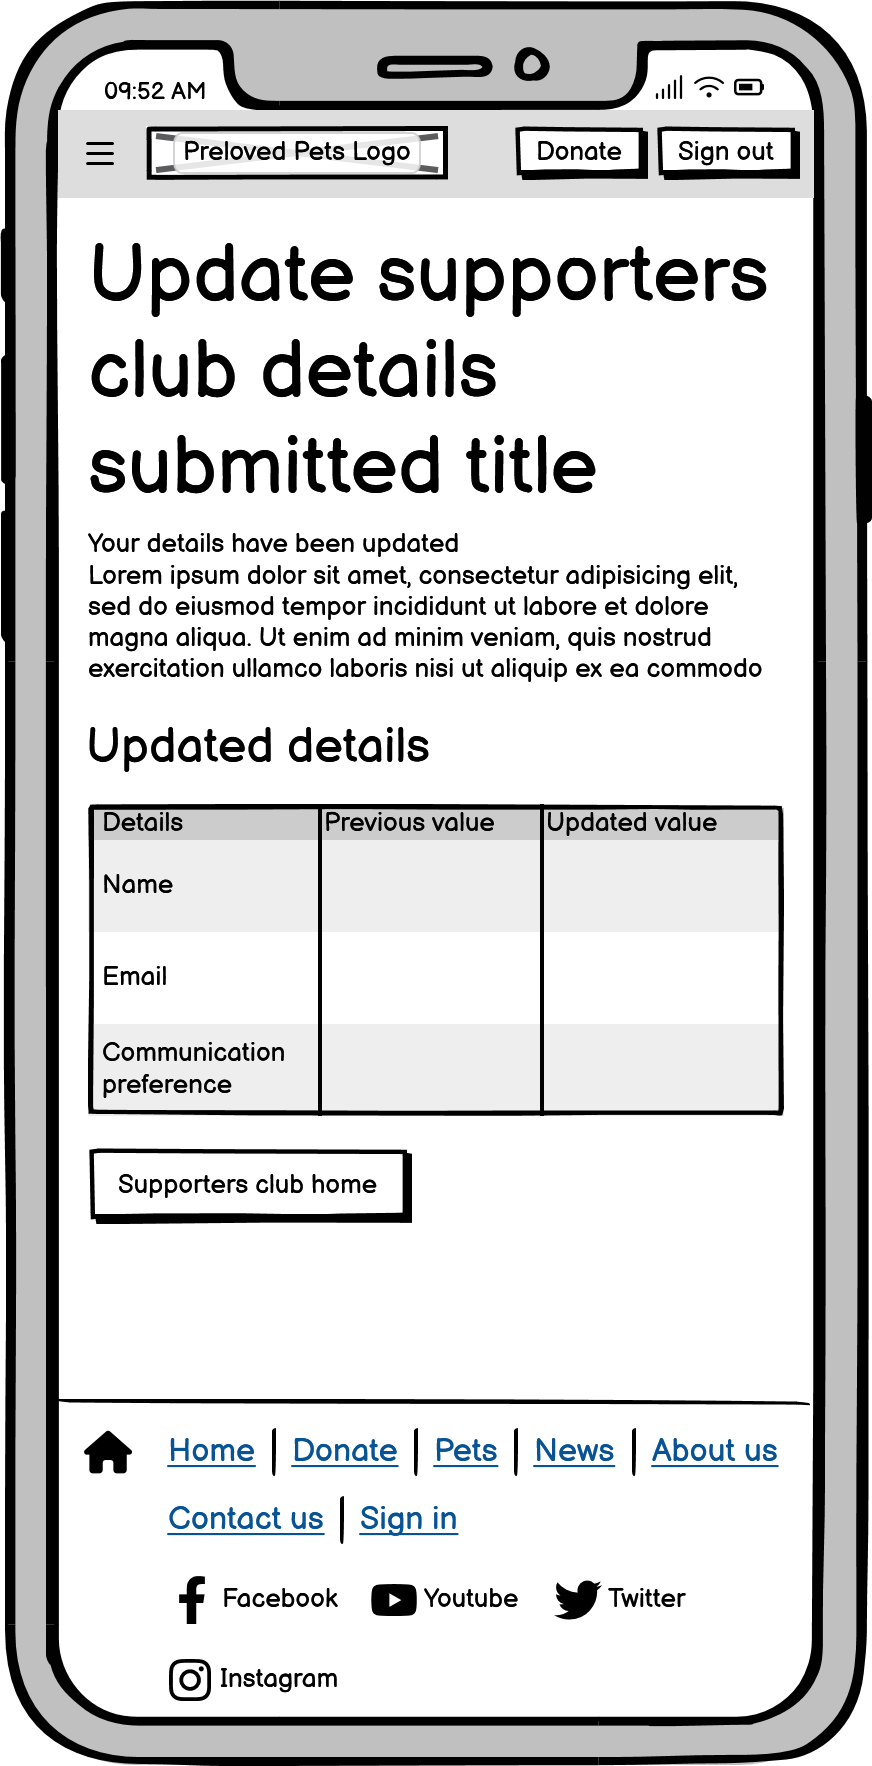 09:52 AM
Preloved Pets Logo Donate Sign out
Update supporters
club details
submitted title
Your details have been updated
Lorem ipsum dolor sit amet, consectetur adipisicing elit,
sed do eiusmod tempor incididunt ut labore et dolore
magna aliqua. Ut enim ad minim veniam, quis nostrud
exercitation ullamco laboris nisi ut aliquip ex ea commodo
Updated details
Details Previous value Updated value
Name
Email
Communication
preference
Supporters club home
Home Donate Pets News About us
Contact us Sign in
Facebook Youtube Twitter
Instagram